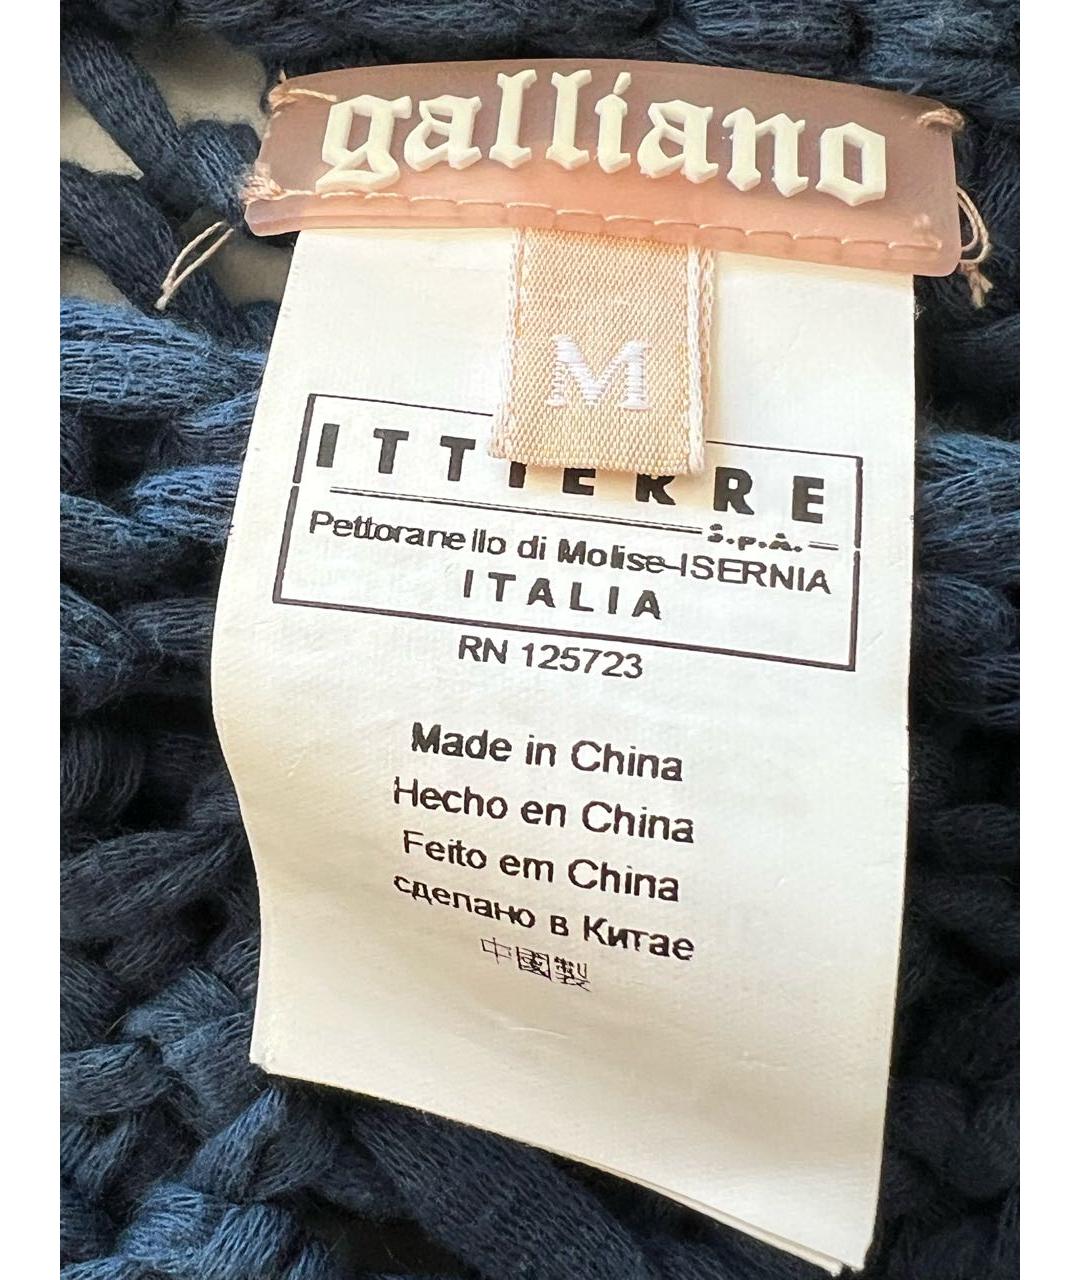 galliano
M
ITTIERRE
S.p.A.
Pettoranello di Molise-ISERNIA
ITALIA
RN 125723
Made in China
Hecho en China
Feito em China
сделано в Китае
中國製